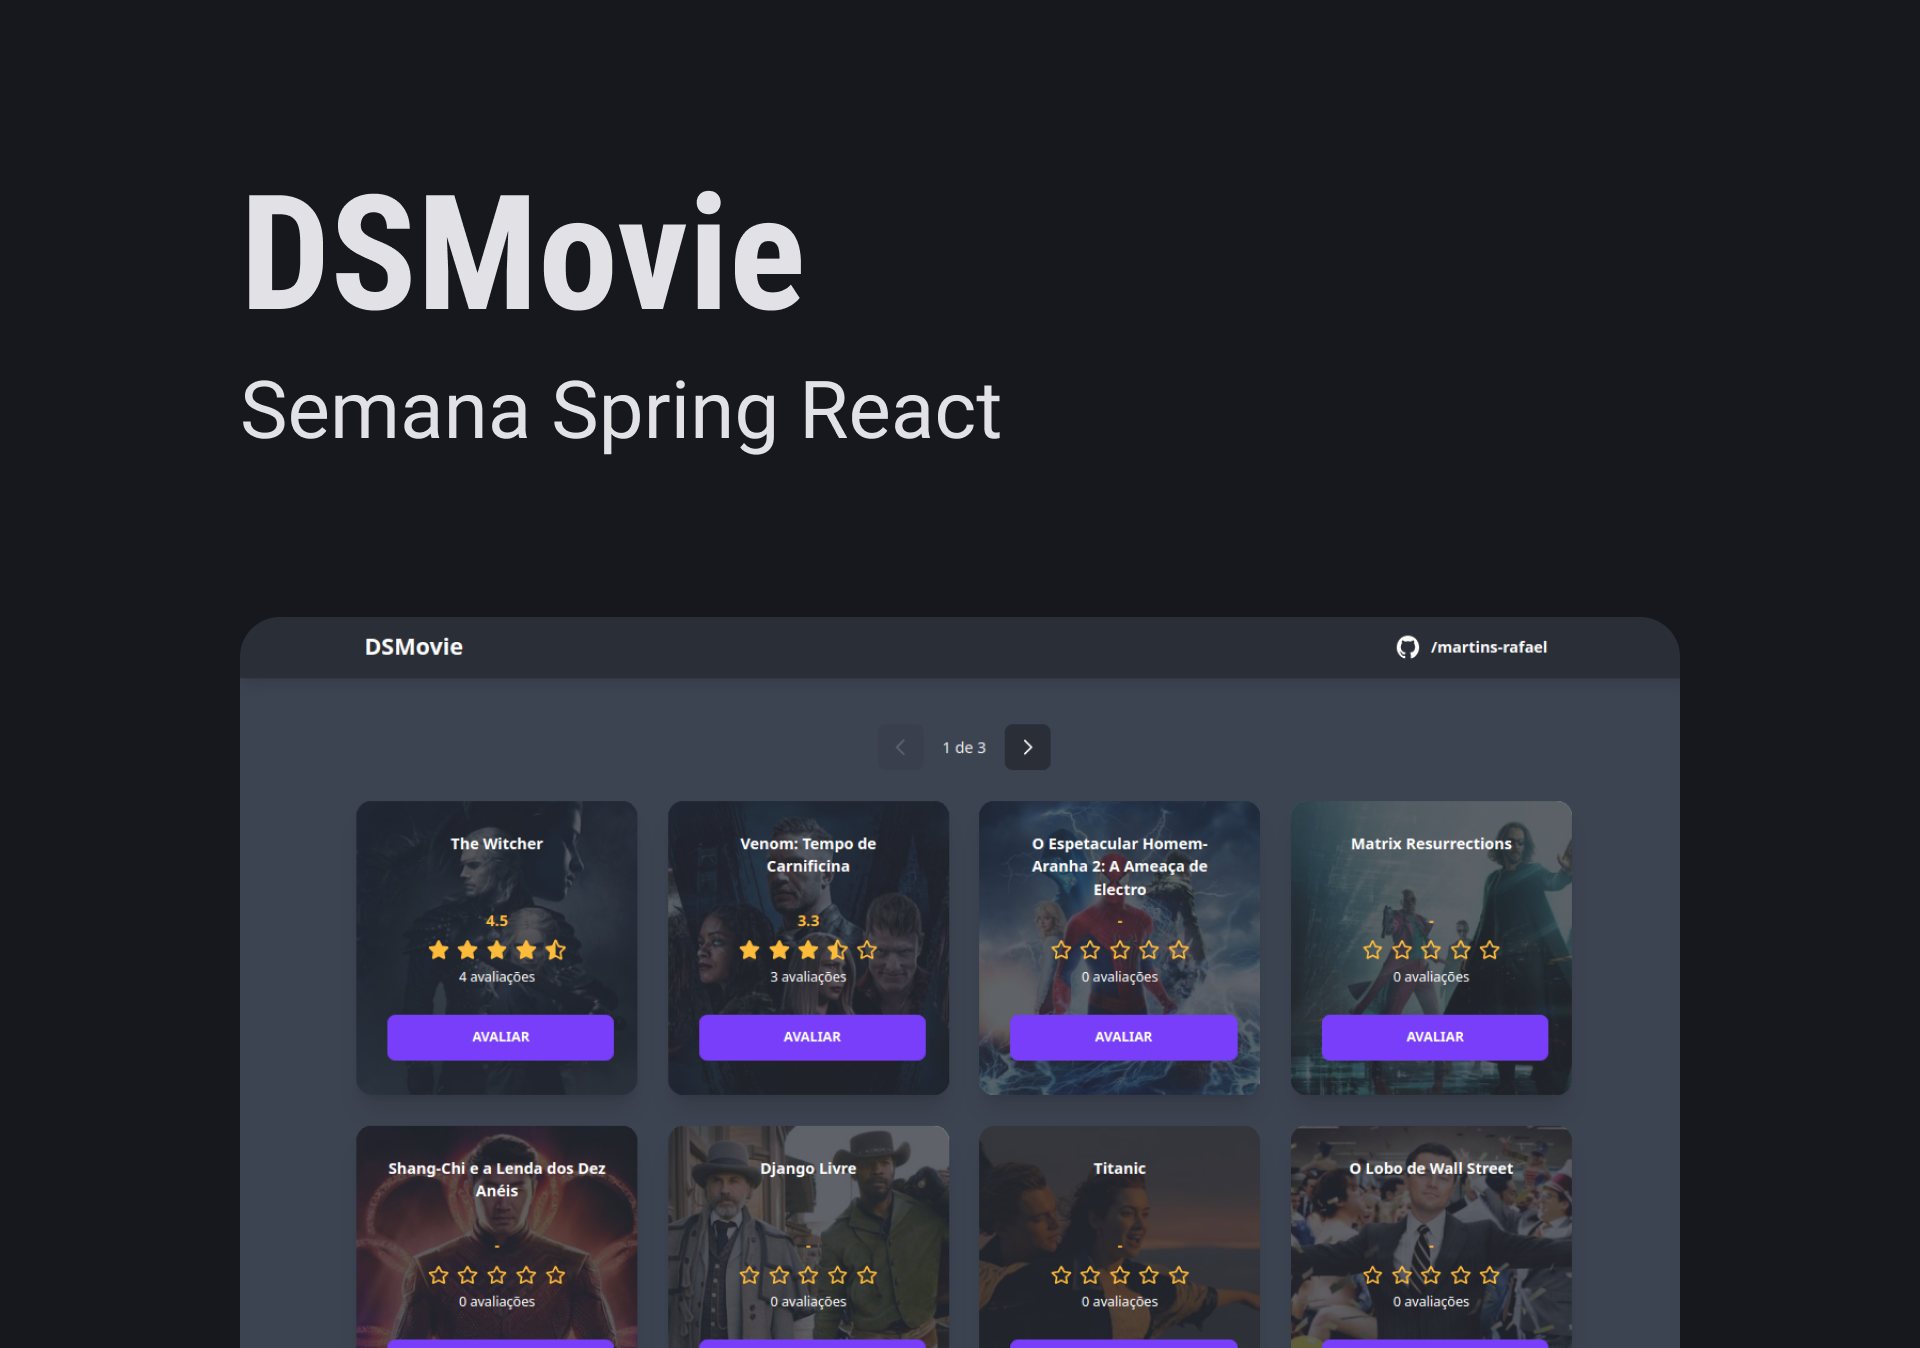 DSMovie
Semana Spring React
DSMovie
/martins-rafael
1 de 3
The Witcher
4.5
4 avaliações
AVALIAR
Venom: Tempo de
Carnificina
3.3
3 avaliações
AVALIAR
O Espetacular Homem-
Aranha 2: A Ameaça de
Electro
-
0 avaliações
AVALIAR
Matrix Resurrections
-
0 avaliações
AVALIAR
Shang-Chi e a Lenda dos Dez
Anéis
-
0 avaliações
Django Livre
-
0 avaliações
Titanic
-
0 avaliações
O Lobo de Wall Street
-
0 avaliações